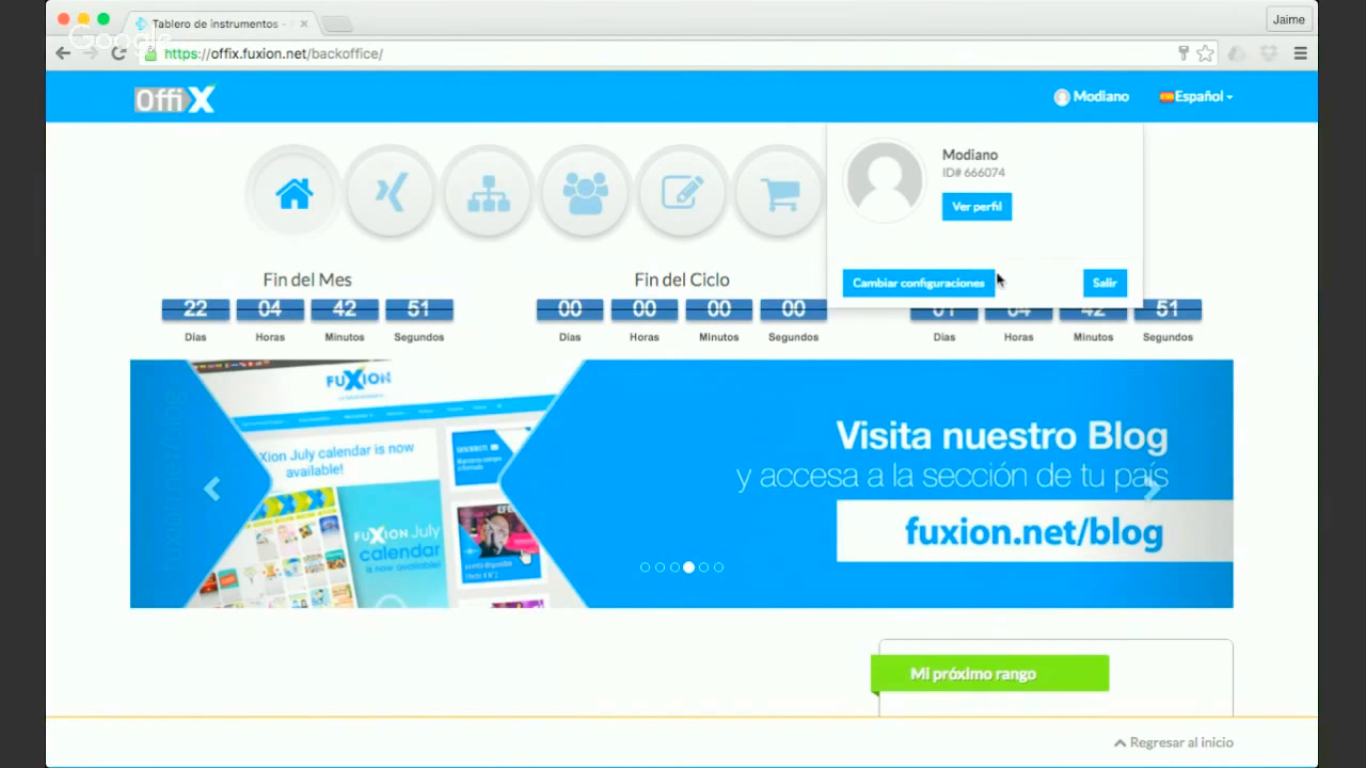 Tablero de instrumentos -
Jaime
Google
https://offix.fuxion.net/backoffice/
OffiX
Modiano
Español
Modiano
ID# 666074
Ver perfil
Cambiar configuraciones
Salir
Fin del Mes
22 04 42 51
Días Horas Minutos Segundos
Fin del Ciclo
00 00 00 00
Días Horas Minutos Segundos
01 04 42 51
Días Horas Minutos Segundos
FUXION
Xion July calendar is now
available!
FUXION July
calendar
is now available!
Visita nuestro Blog
y accesa a la sección de tu país
fuxion.net/blog
Mi próximo rango
Regresar al inicio